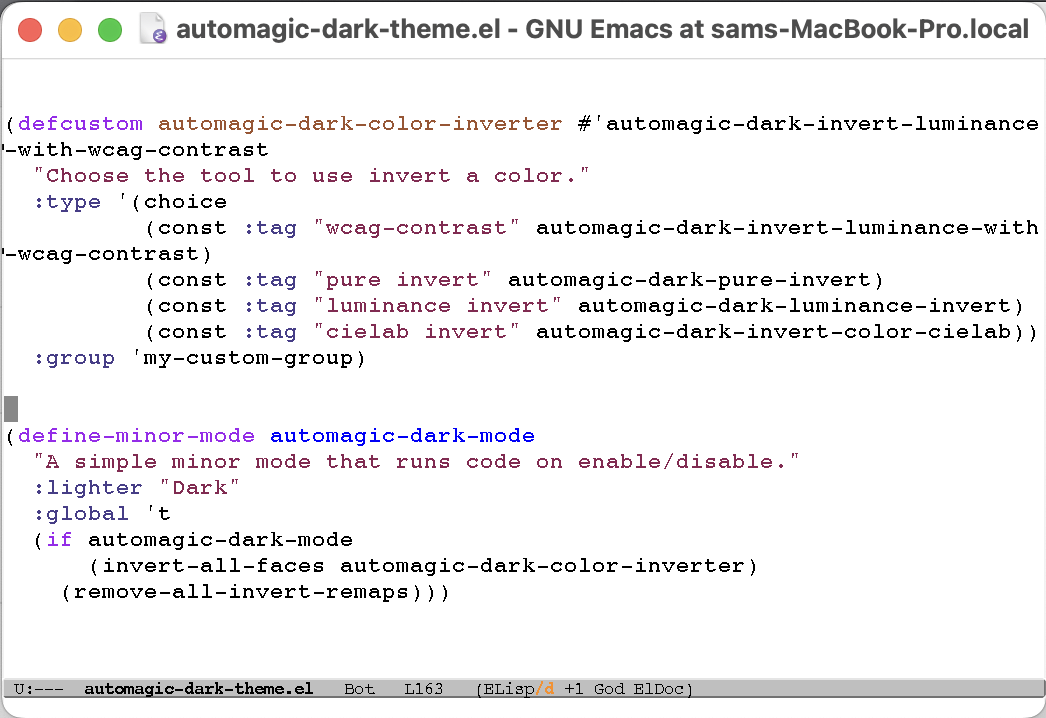 automagic-dark-theme.el - GNU Emacs at sams-MacBook-Pro.local
(defcustom automagic-dark-color-inverter #'automagic-dark-invert-luminance
-with-wcag-contrast
"Choose the tool to use invert a color."
:type '(choice
(const :tag "wcag-contrast" automagic-dark-invert-luminance-with
-wcag-contrast)
(const :tag "pure invert" automagic-dark-pure-invert)
(const :tag "luminance invert" automagic-dark-luminance-invert)
(const :tag "cielab invert" automagic-dark-invert-color-cielab))
:group 'my-custom-group)
(define-minor-mode automagic-dark-mode
"A simple minor mode that runs code on enable/disable."
:lighter "Dark"
:global 't
(if automagic-dark-mode
(invert-all-faces automagic-dark-color-inverter)
(remove-all-invert-remaps)))
U:--- automagic-dark-theme.el Bot L163 (ELisp/d +1 God ElDoc)